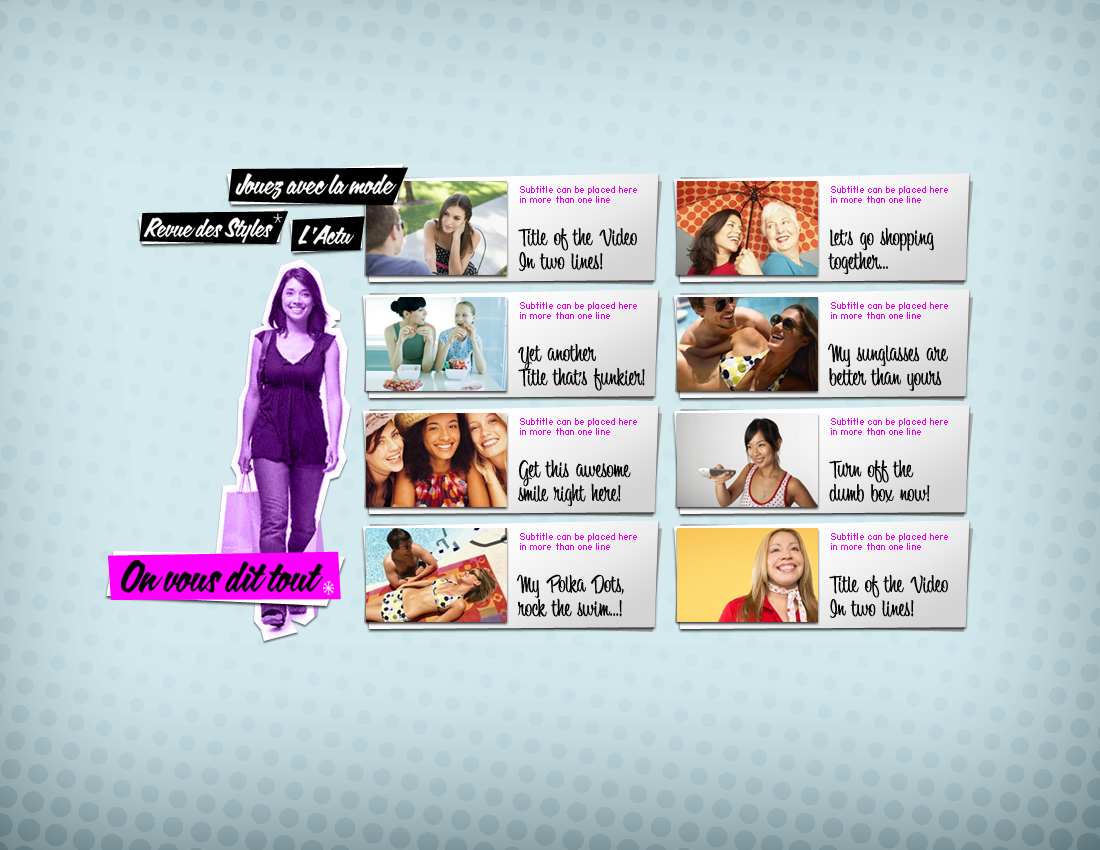 Jouez avec la mode
Revue des Styles*
L'Actu
On vous dit tout*
Subtitle can be placed here
in more than one line
Title of the Video
In two lines!
Subtitle can be placed here
in more than one line
Let's go shopping
together...
Subtitle can be placed here
in more than one line
Yet another
Title that's funkier!
Subtitle can be placed here
in more than one line
My sunglasses are
better than yours
Subtitle can be placed here
in more than one line
Get this awesome
smile right here!
Subtitle can be placed here
in more than one line
Turn off the
dumb box now!
Subtitle can be placed here
in more than one line
My Polka Dots,
rock the swim...!
Subtitle can be placed here
in more than one line
Title of the Video
In two lines!